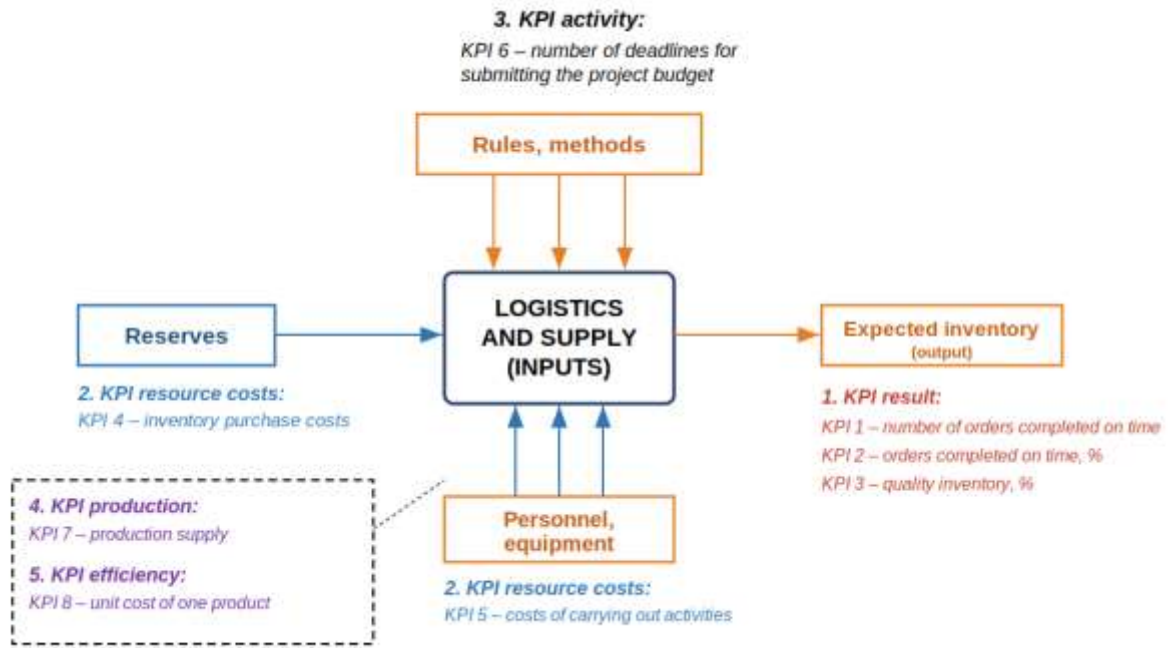 3. KPI activity:
KPI 6 – number of deadlines for
submitting the project budget
Rules, methods
Reserves
LOGISTICS
AND SUPPLY
(INPUTS)
Expected inventory
(output)
2. KPI resource costs:
KPI 4 – inventory purchase costs
1. KPI result:
KPI 1 – number of orders completed on time
KPI 2 – orders completed on time, %
KPI 3 – quality inventory, %
4. KPI production:
KPI 7 – production supply
5. KPI efficiency:
KPI 8 – unit cost of one product
Personnel,
equipment
2. KPI resource costs:
KPI 5 – costs of carrying out activities